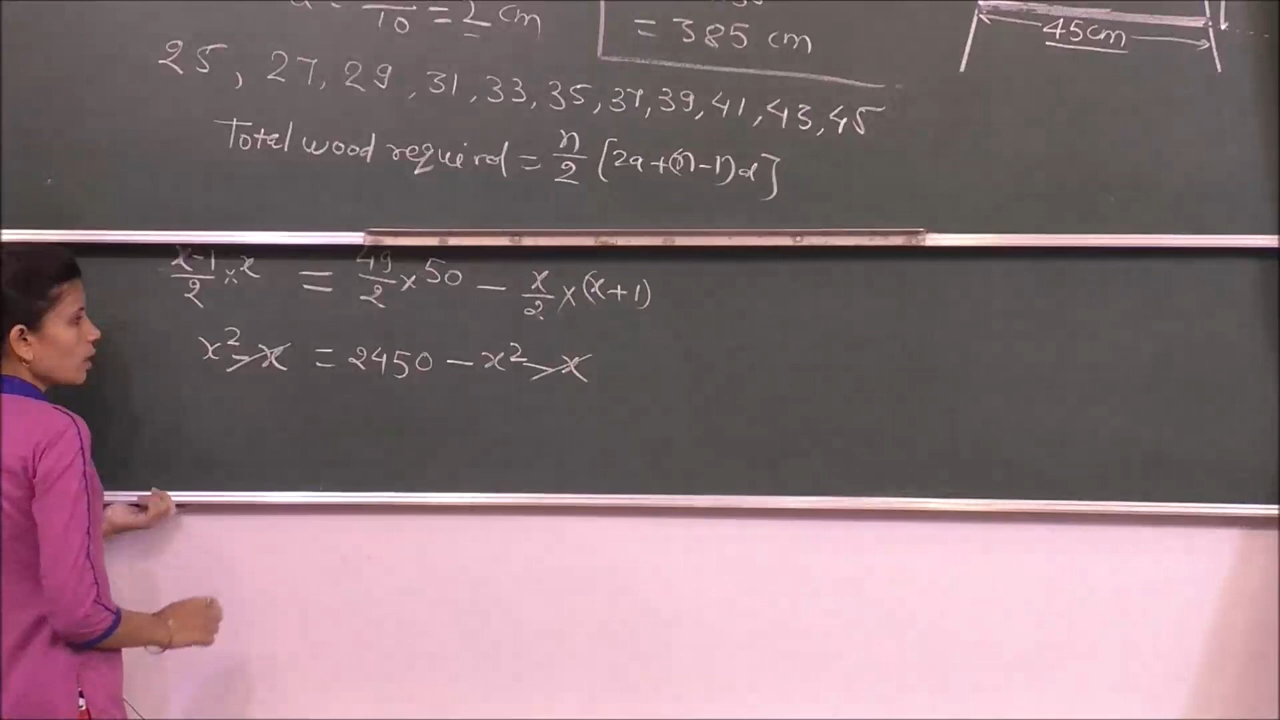 10 = 2 cm
= 385 cm
45cm
25, 27, 29, 31, 33, 35, 37, 39, 41, 43, 45
Total wood required = n/2 [2a+(n-1)d]
x-1/2 × x = 49/2 × 50 - x/2 × (x+1)
x² - x = 2450 - x² - x